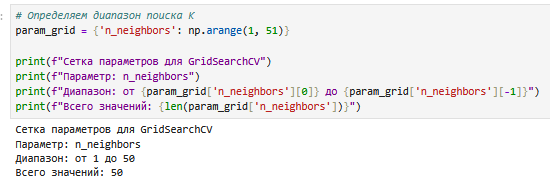 # Определяем диапазон поиска K
param_grid = {'n_neighbors': np.arange(1, 51)}
print(f"Сетка параметров для GridSearchCV")
print(f"Параметр: n_neighbors")
print(f"Диапазон: от {param_grid['n_neighbors'][0]} до {param_grid['n_neighbors'][-1]}")
print(f"Всего значений: {len(param_grid['n_neighbors'])}")
Сетка параметров для GridSearchCV
Параметр: n_neighbors
Диапазон: от 1 до 50
Всего значений: 50